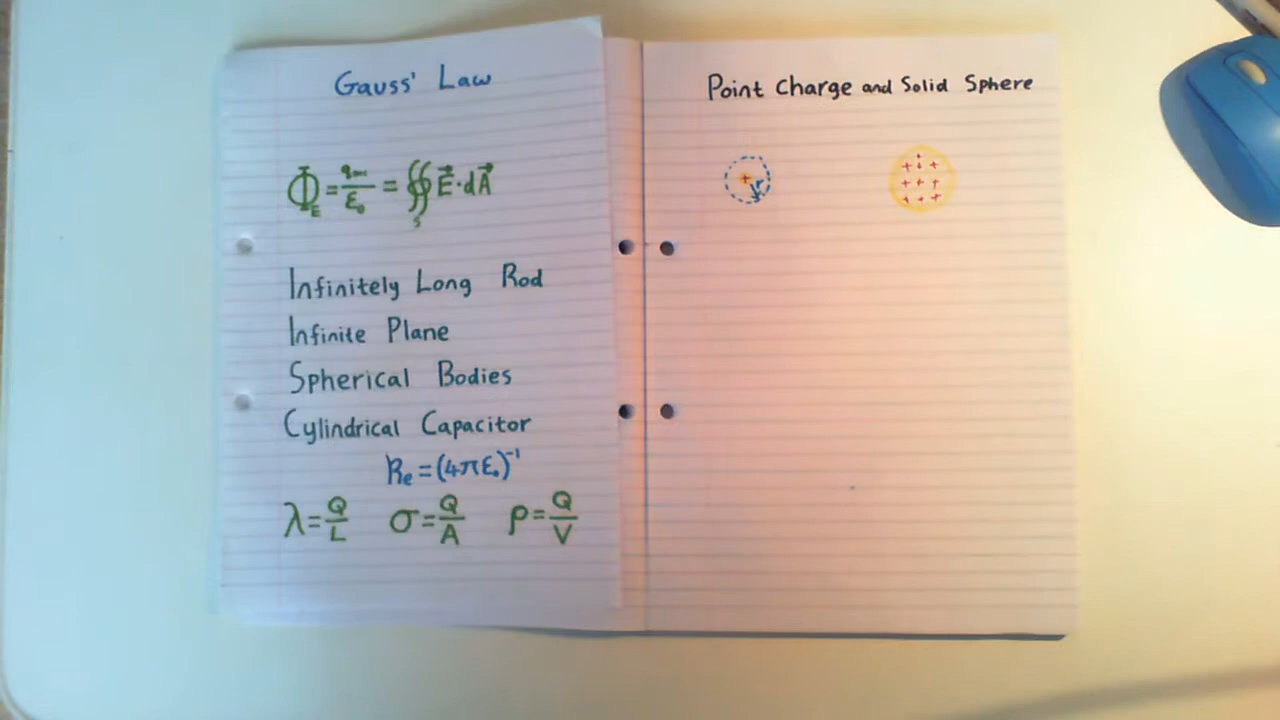 Gauss' Law
Φ_E = q_enc/ε₀ = ∯_S E⃗·dA⃗
Infinitely Long Rod
Infinite Plane
Spherical Bodies
Cylindrical Capacitor
k_e = (4πε₀)⁻¹
λ = Q/L σ = Q/A ρ = Q/V
Point Charge and Solid Sphere
+ r
+ + +
+ + +
+ + +